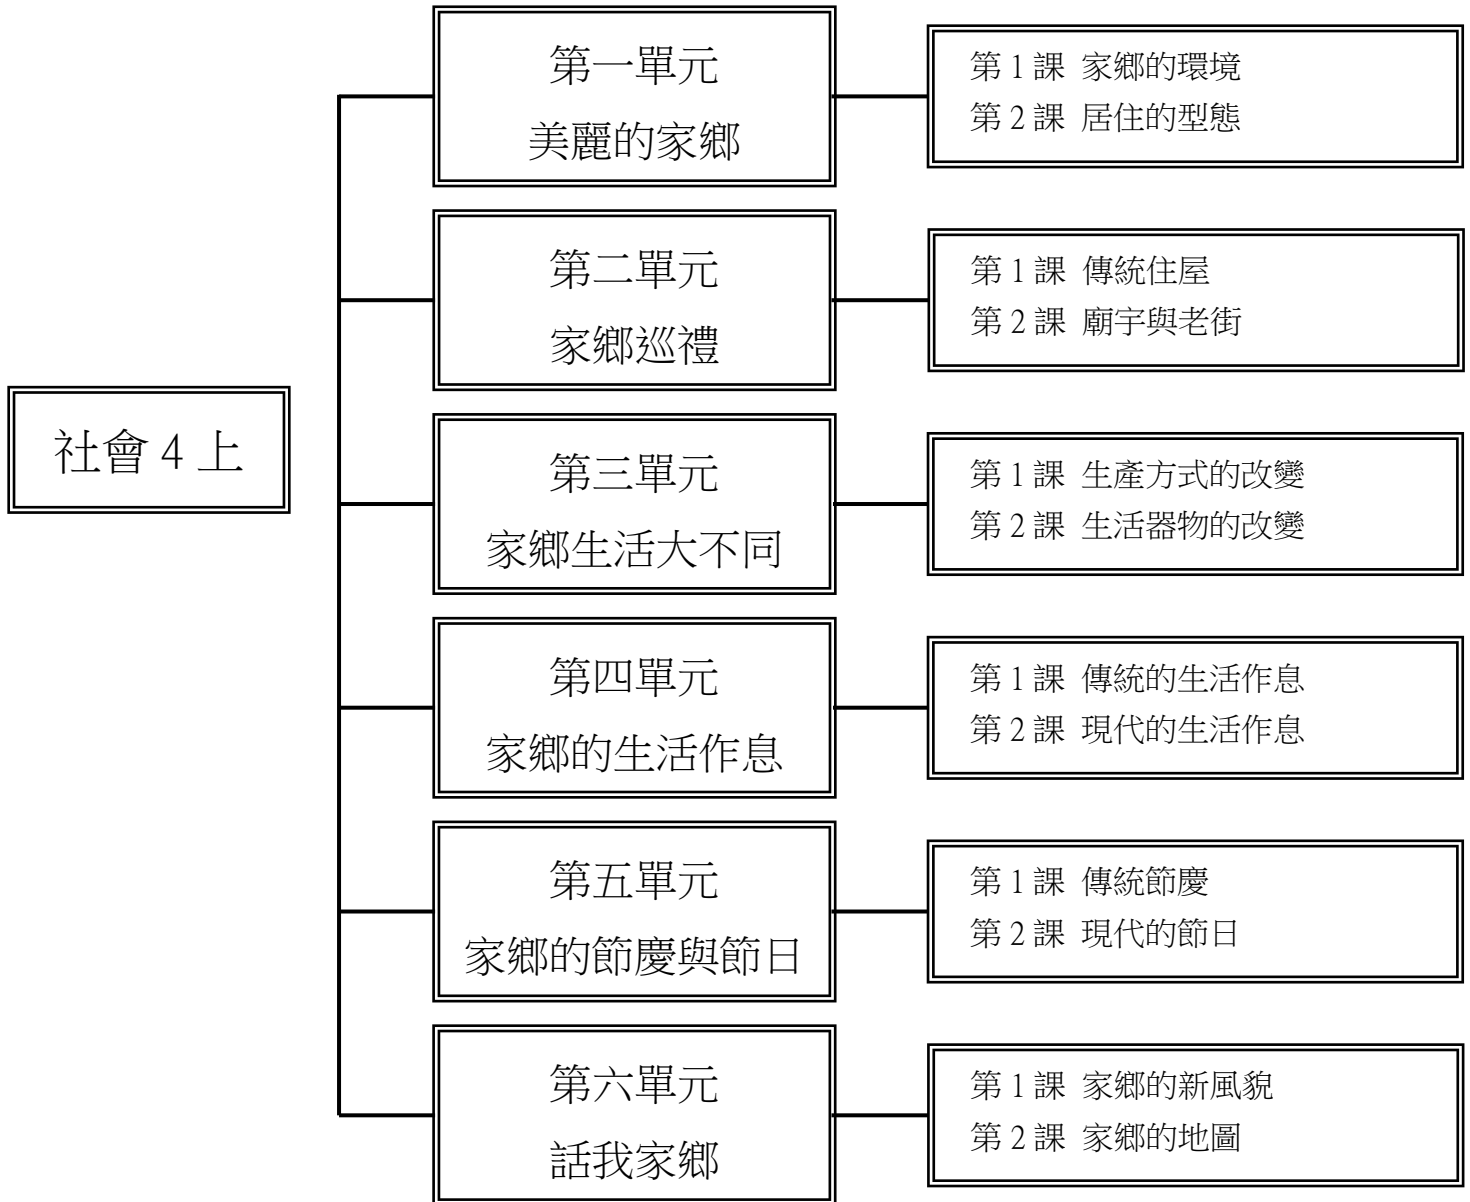 社會 4 上
第一單元
美麗的家鄉
第 1 課 家鄉的環境
第 2 課 居住的型態
第二單元
家鄉巡禮
第 1 課 傳統住屋
第 2 課 廟宇與老街
第三單元
家鄉生活大不同
第 1 課 生產方式的改變
第 2 課 生活器物的改變
第四單元
家鄉的生活作息
第 1 課 傳統的生活作息
第 2 課 現代的生活作息
第五單元
家鄉的節慶與節日
第 1 課 傳統節慶
第 2 課 現代的節日
第六單元
話我家鄉
第 1 課 家鄉的新風貌
第 2 課 家鄉的地圖